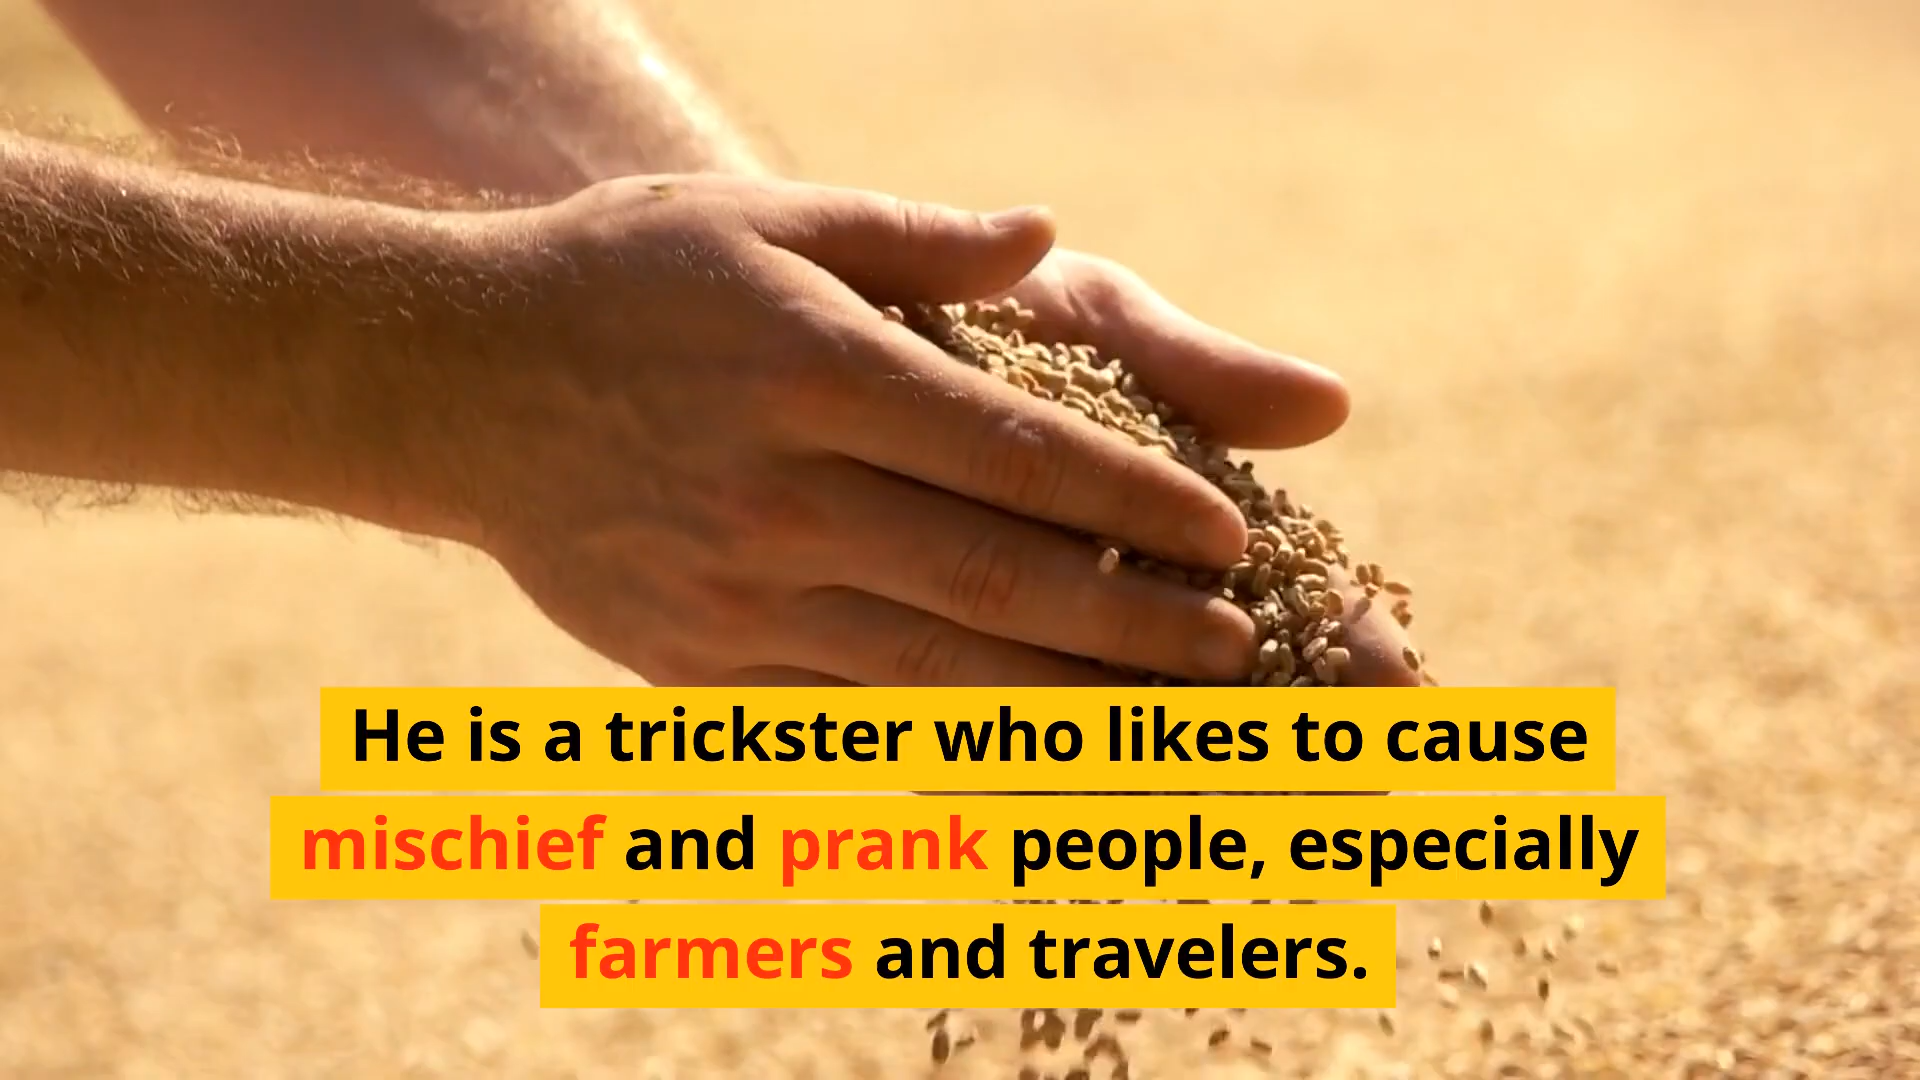 He is a trickster who likes to cause
mischief and prank people, especially
farmers and travelers.